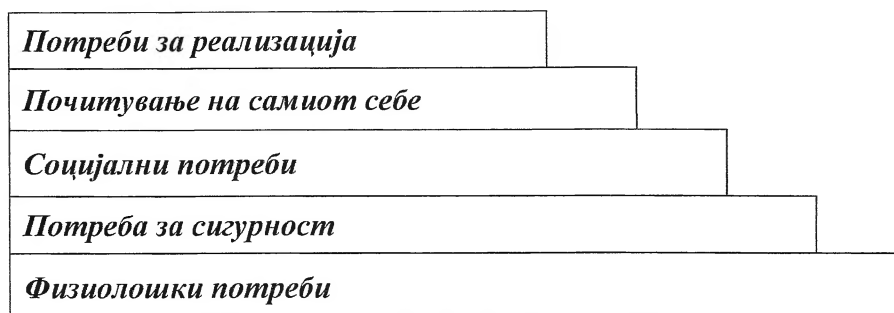 Потреби за реализација
Почитување на самиот себе
Социјални потреби
Потреба за сигурност
Физиолошки потреби